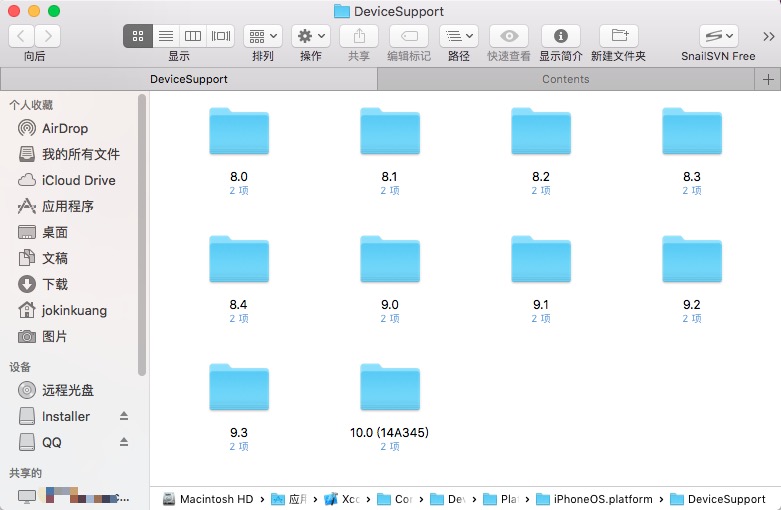 DeviceSupport
向后 显示 排列 操作 共享 编辑标记 路径 快速查看 显示简介 新建文件夹 SnailSVN Free
DeviceSupport Contents
个人收藏
AirDrop
我的所有文件
iCloud Drive
应用程序
桌面
文稿
下载
jokinkuang
图片
设备
远程光盘
Installer
QQ
共享的
8.0 8.1 8.2 8.3
2 项 2 项 2 项 2 项
8.4 9.0 9.1 9.2
2 项 2 项 2 项 2 项
9.3 10.0 (14A345)
2 项 2 项
Macintosh HD › 应用 › Xcc › Cor › Dev › Pla › iPhoneOS.platform › DeviceSupport